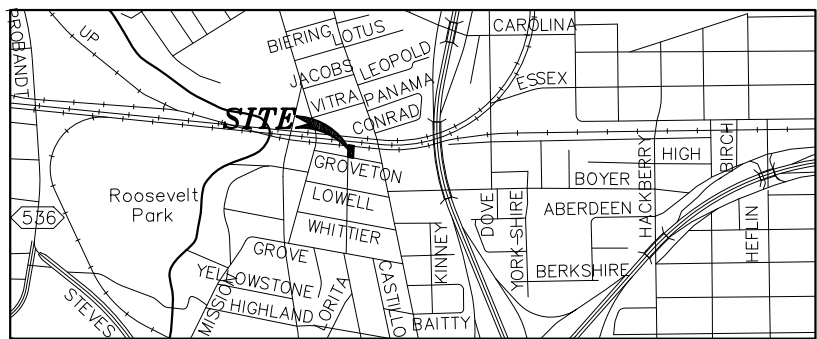 PROBANDT
UP
BIERING
LOTUS
CAROLINA
JACOBS
LEOPOLD
ESSEX
VITRA
PANAMA
SITE
CONRAD
HACKBERRY
HIGH
BIRCH
GROVETON
BOYER
Roosevelt
Park
LOWELL
DOVE
YORK-SHIRE
ABERDEEN
536
WHITTIER
KINNEY
HEFLIN
GROVE
YELLOWSTONE
BERKSHIRE
CASTILLO
LORITA
HIGHLAND
MISSION
STEVES
BAITTY